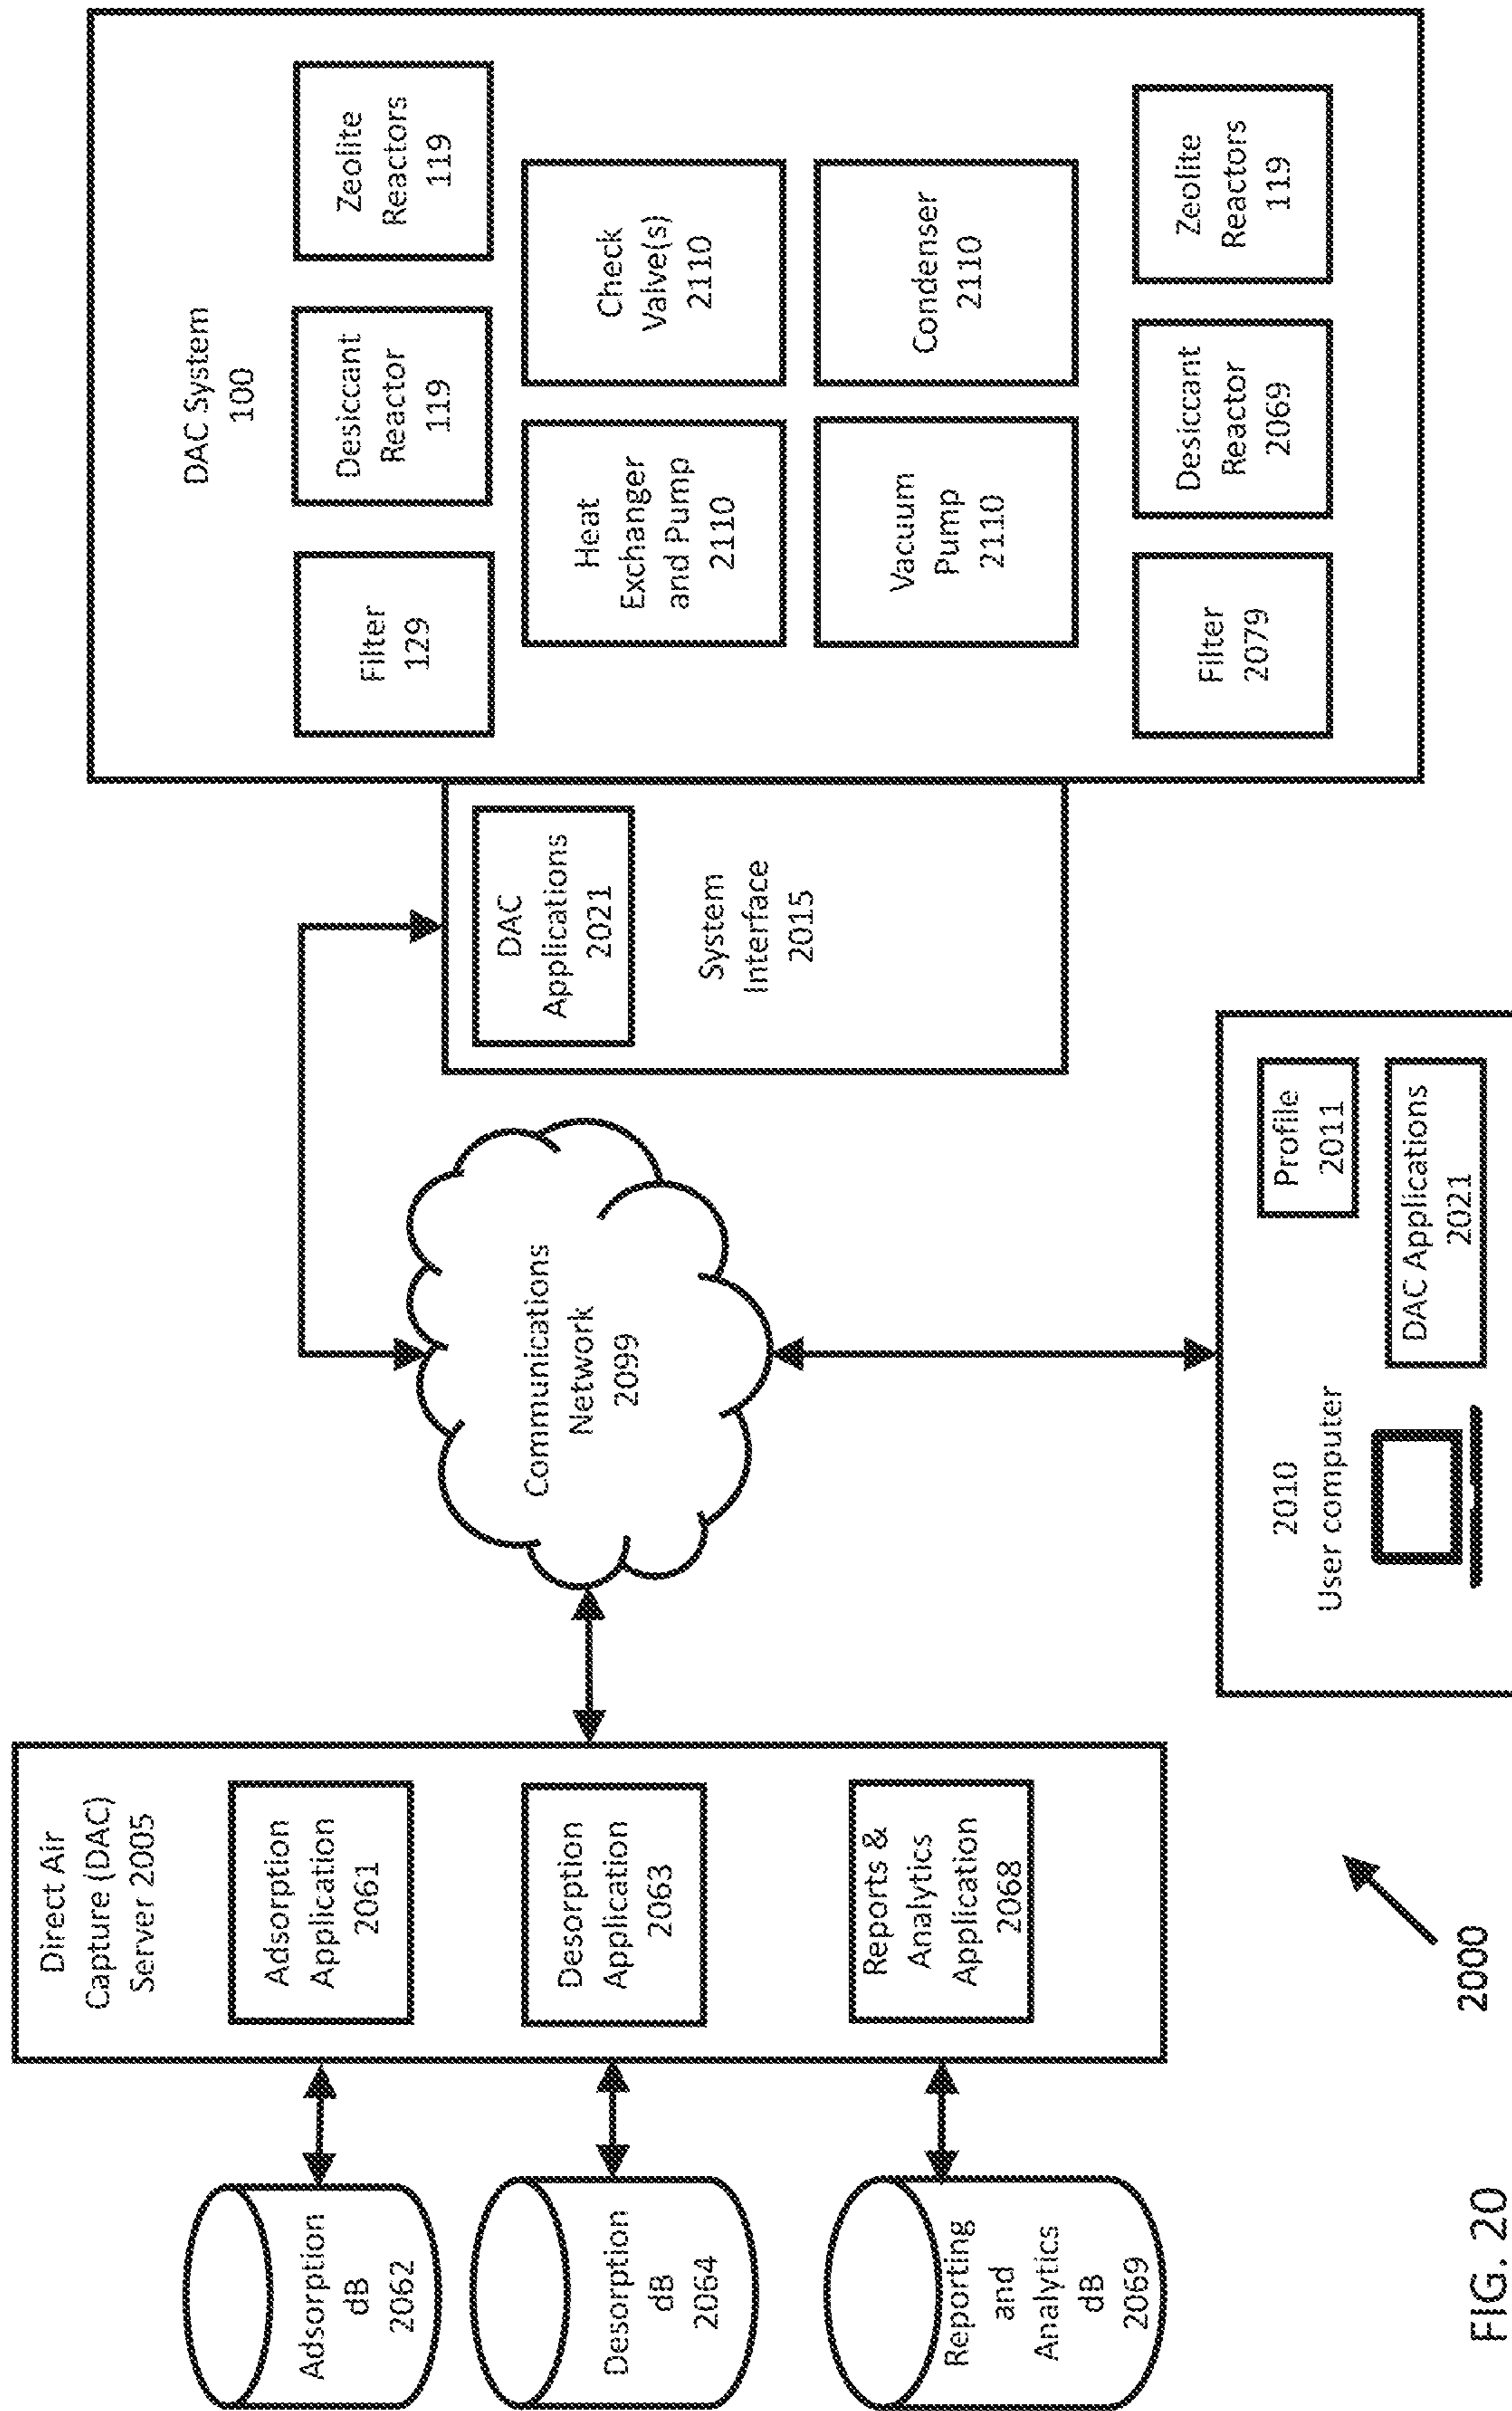 Direct Air
Capture (DAC)
Server 2005
Adsorption
Application
2061
Desorption
Application
2063
Reports &
Analytics
Application
2068
Adsorption
dB
2062
Desorption
dB
2064
Reporting
and
Analytics
dB
2069
Communications
Network
2099
DAC
Applications
2021
System
Interface
2015
DAC System
100
Filter
129
Desiccant
Reactor
119
Zeolite
Reactors
119
Heat
Exchanger
and Pump
2110
Check
Valve(s)
2110
Vacuum
Pump
2110
Condenser
2110
Filter
2079
Desiccant
Reactor
2069
Zeolite
Reactors
119
2010
User computer
Profile
2011
DAC Applications
2021
2000
FIG. 20